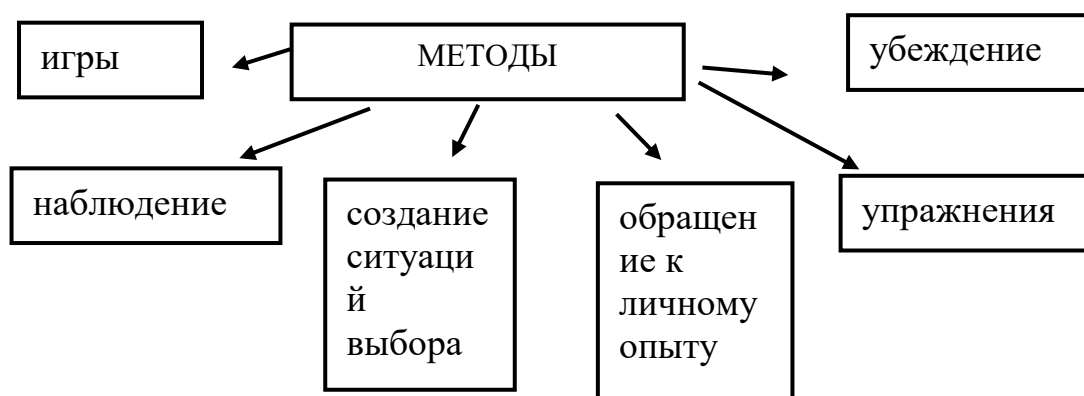 игры
МЕТОДЫ
убеждение
наблюдение
создание
ситуаци
й
выбора
обращен
ие к
личному
опыту
упражнения